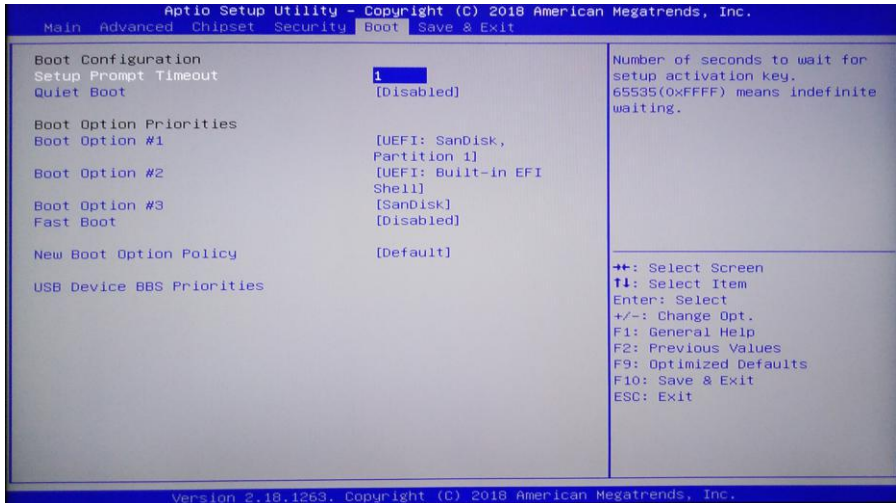 Aptio Setup Utility - Copyright (C) 2018 American Megatrends, Inc.
Main Advanced Chipset Security Boot Save & Exit
Boot Configuration
Setup Prompt Timeout 1
Quiet Boot [Disabled]
Boot Option Priorities
Boot Option #1 [UEFI: SanDisk,
Partition 1]
Boot Option #2 [UEFI: Built-in EFI
Shell]
Boot Option #3 [SanDisk]
Fast Boot [Disabled]
New Boot Option Policy [Default]
USB Device BBS Priorities
Number of seconds to wait for
setup activation key.
65535(0xFFFF) means indefinite
waiting.
→←: Select Screen
↑↓: Select Item
Enter: Select
+/-: Change Opt.
F1: General Help
F2: Previous Values
F9: Optimized Defaults
F10: Save & Exit
ESC: Exit
Version 2.18.1263. Copyright (C) 2018 American Megatrends, Inc.